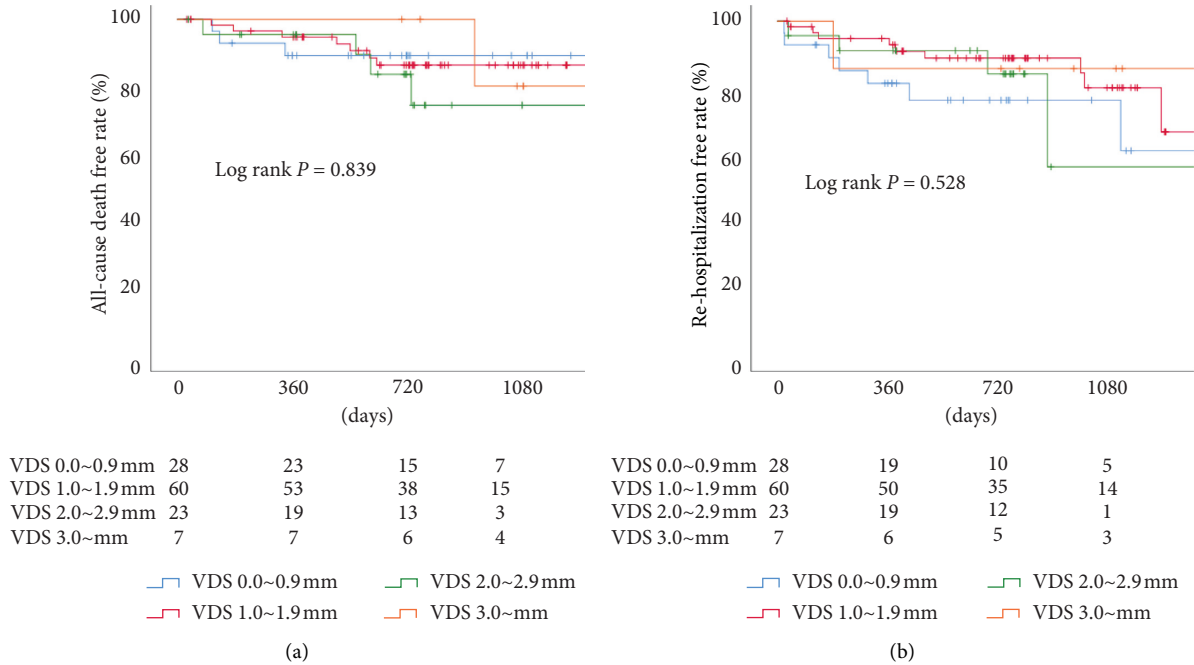 All-cause death free rate (%)
100
80
60
40
20
0
Log rank P = 0.839
0 360 720 1080
(days)
VDS 0.0~0.9 mm 28 23 15 7
VDS 1.0~1.9 mm 60 53 38 15
VDS 2.0~2.9 mm 23 19 13 3
VDS 3.0~mm 7 7 6 4
VDS 0.0~0.9 mm VDS 2.0~2.9 mm
VDS 1.0~1.9 mm VDS 3.0~mm
(a)
Re-hospitalization free rate (%)
100
80
60
40
20
0
Log rank P = 0.528
0 360 720 1080
(days)
VDS 0.0~0.9 mm 28 19 10 5
VDS 1.0~1.9 mm 60 50 35 14
VDS 2.0~2.9 mm 23 19 12 1
VDS 3.0~mm 7 6 5 3
VDS 0.0~0.9 mm VDS 2.0~2.9 mm
VDS 1.0~1.9 mm VDS 3.0~mm
(b)